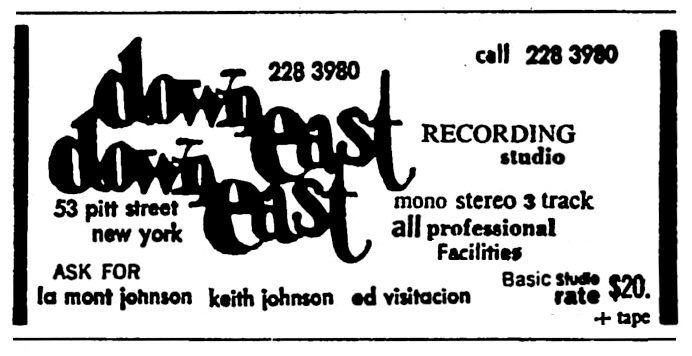 call 228 3980
228 3980
down east
down east
RECORDING
studio
53 pitt street
new york
mono stereo 3 track
all professional
Facilities
ASK FOR
la mont johnson keith johnson ed visitacion
Basic Studio
rate $20.
+ tape